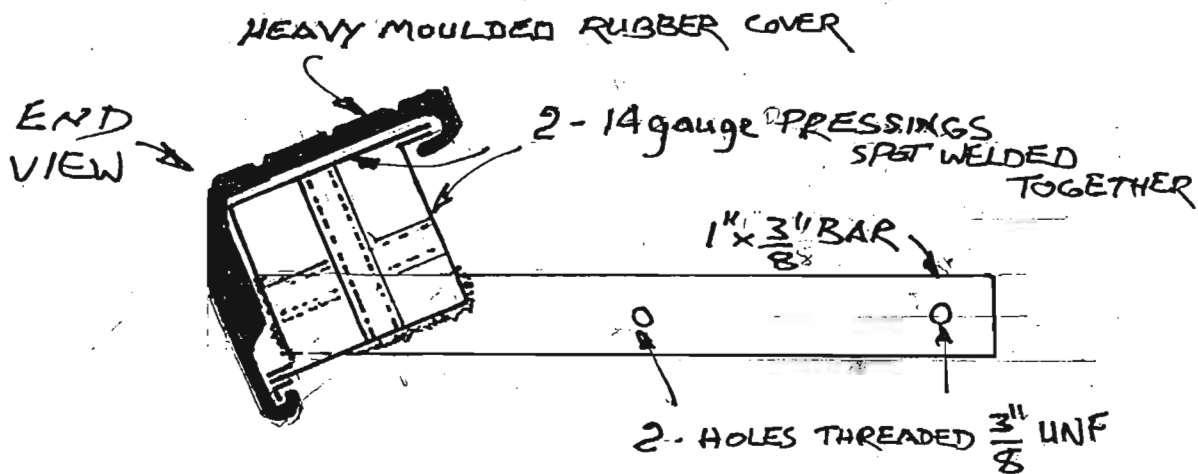 HEAVY MOULDED RUBBER COVER
END
VIEW
2 - 14 gauge PRESSINGS
SPOT WELDED
TOGETHER
1" x 3/8" BAR
2 - HOLES THREADED 3/8" UNF